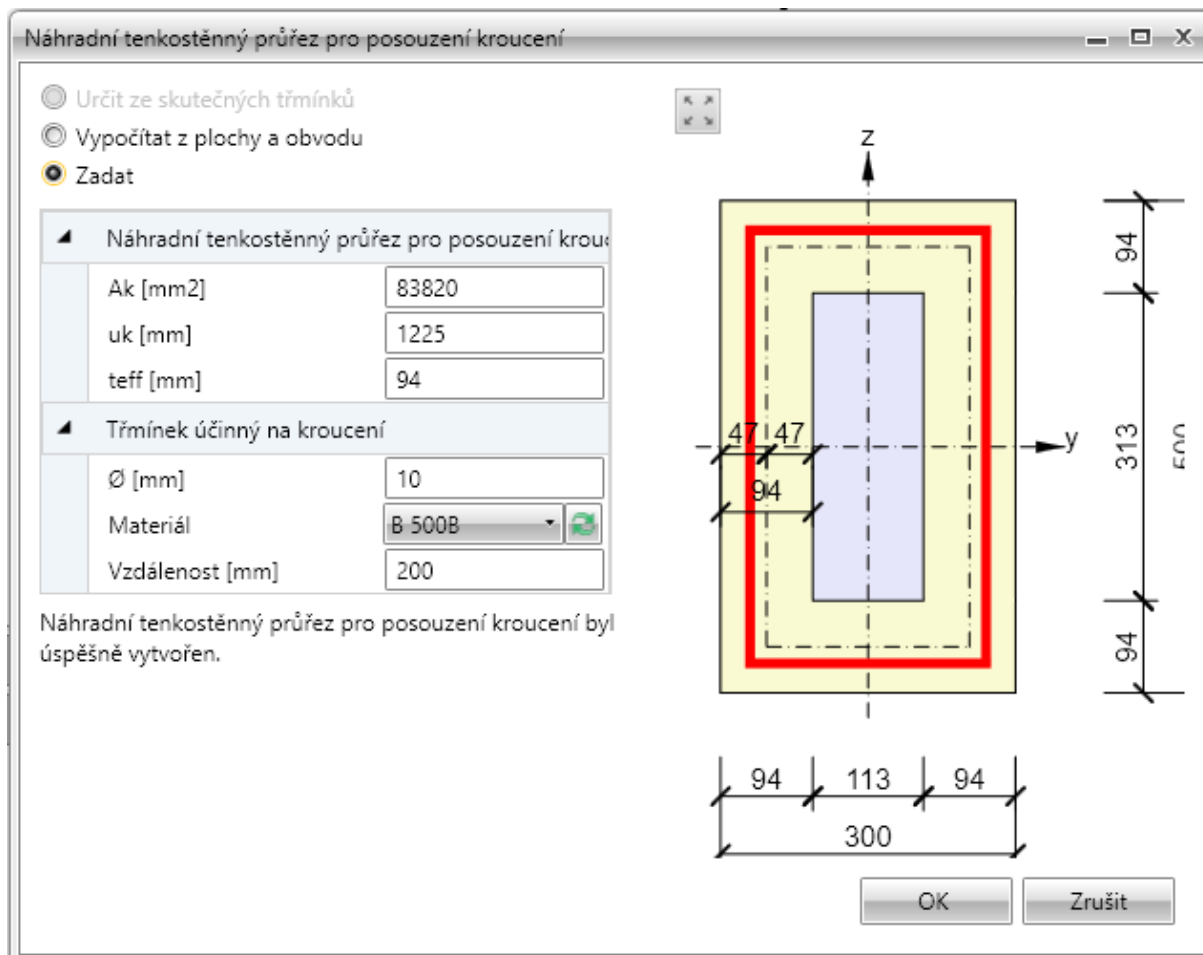 Náhradní tenkostěnný průřez pro posouzení kroucení
Určit ze skutečných třmínků
Vypočítat z plochy a obvodu
Zadat
Náhradní tenkostěnný průřez pro posouzení
Ak [mm2] 83820
uk [mm] 1225
teff [mm] 94
Třmínek účinný na kroucení
Ø [mm] 10
Materiál B 500B
Vzdálenost [mm] 200
Náhradní tenkostěnný průřez pro posouzení kroucení byl
úspěšně vytvořen.
z
94
47 47
y
313
94
94
94 113 94
300
OK Zrušit